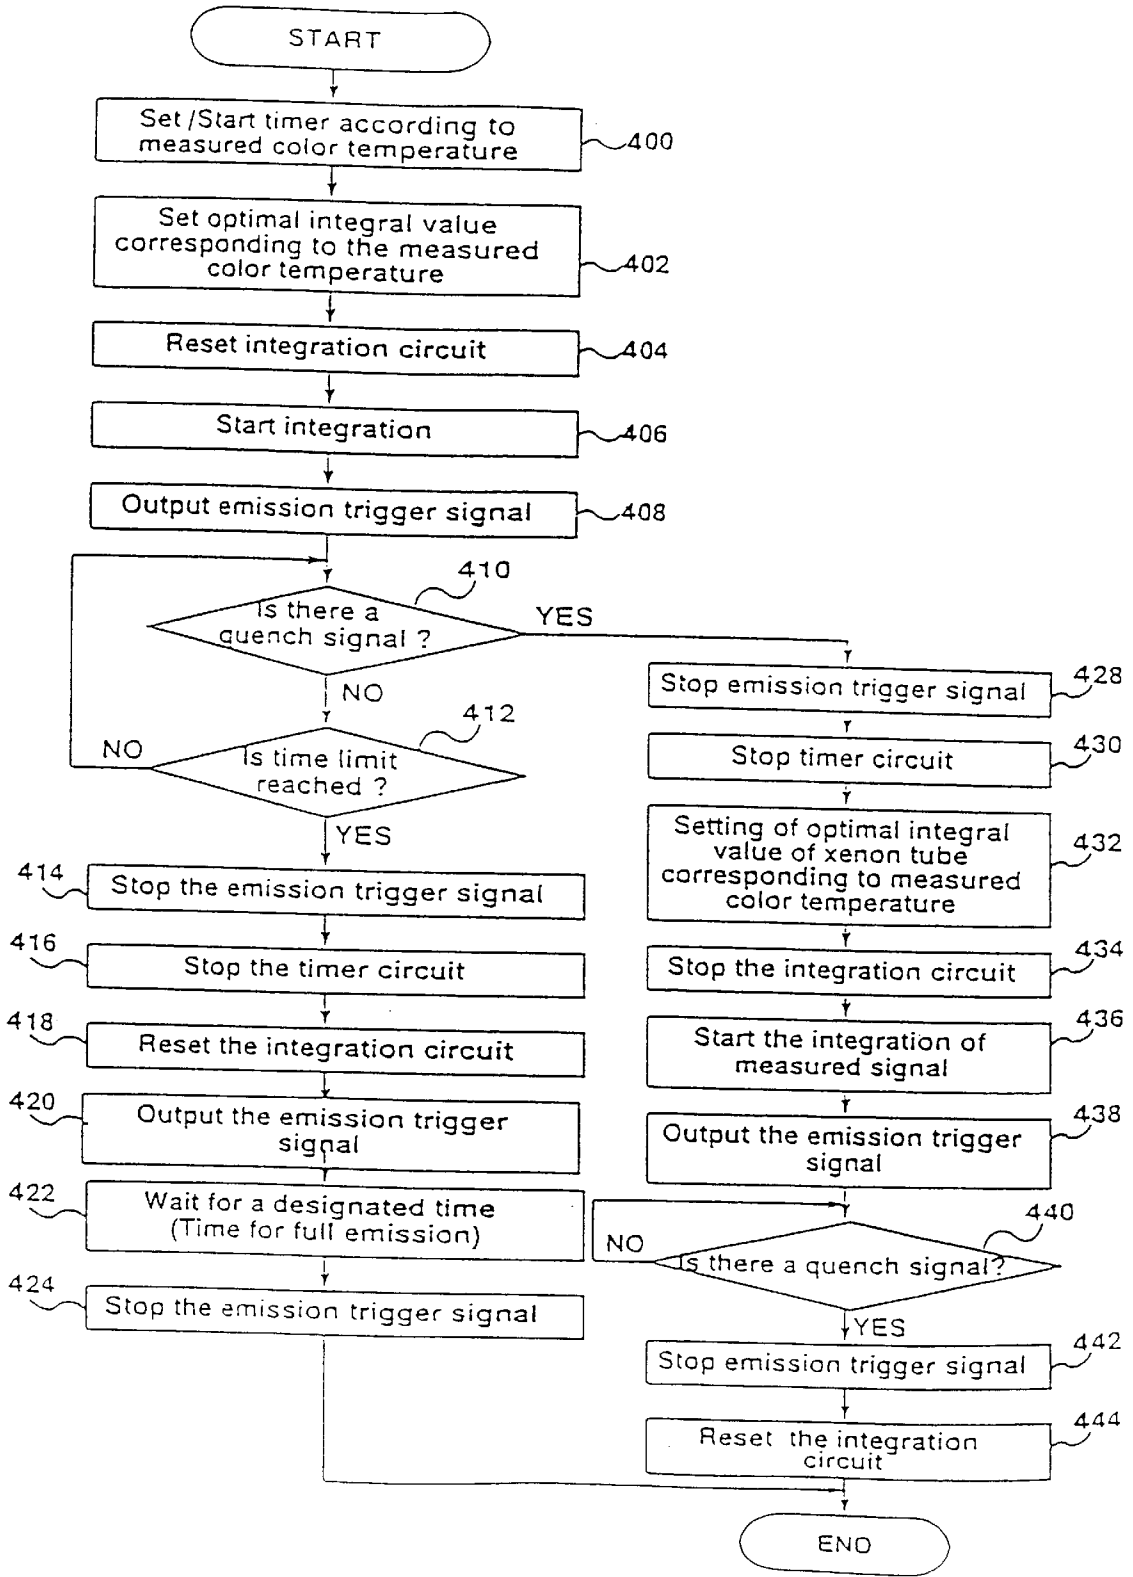 START
Set/Start timer according to
measured color temperature
400
Set optimal integral value
corresponding to the measured
color temperature
402
Reset integration circuit
404
Start integration
406
Output emission trigger signal
408
410
Is there a
quench signal ?
YES
NO
412
Is time limit
reached ?
NO
YES
414
Stop the emission trigger signal
416
Stop the timer circuit
418
Reset the integration circuit
420
Output the emission trigger
signal
422
Wait for a designated time
(Time for full emission)
424
Stop the emission trigger signal
428
Stop emission trigger signal
430
Stop timer circuit
432
Setting of optimal integral
value of xenon tube
corresponding to measured
color temperature
434
Stop the integration circuit
436
Start the integration of
measured signal
438
Output the emission trigger
signal
440
Is there a quench signal?
NO
YES
442
Stop emission trigger signal
444
Reset the integration
circuit
END